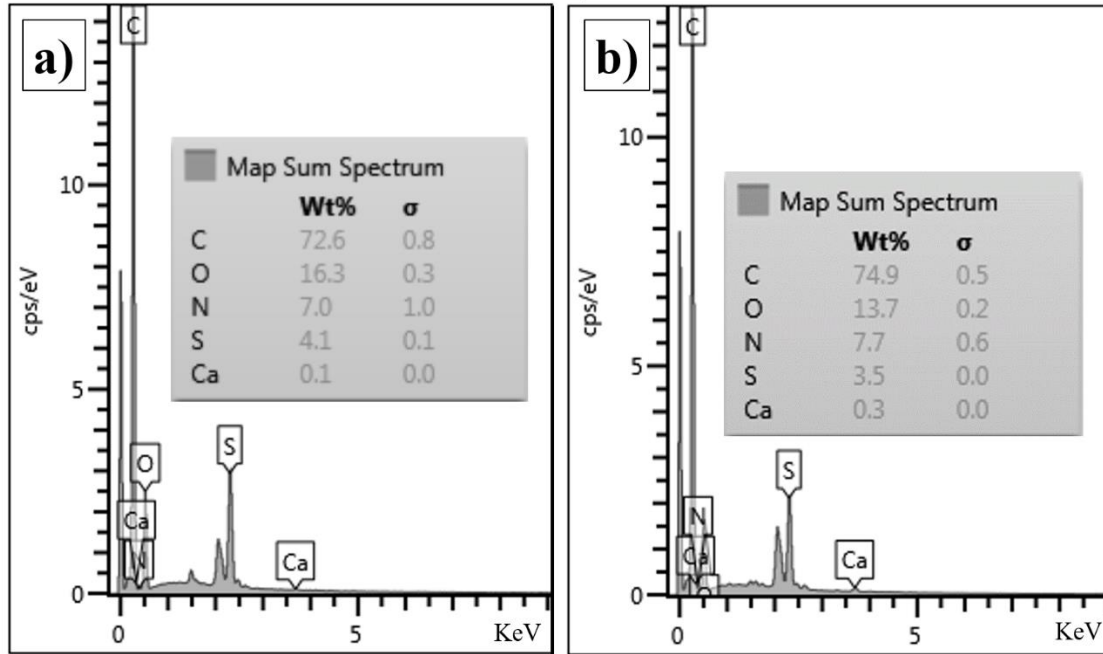 a)
C
Map Sum Spectrum
Wt% σ
C 72.6 0.8
O 16.3 0.3
N 7.0 1.0
S 4.1 0.1
Ca 0.1 0.0
10
5
0
cps/eV
S
O
Ca
N
Ca
0 5 KeV
b)
C
Map Sum Spectrum
Wt% σ
C 74.9 0.5
O 13.7 0.2
N 7.7 0.6
S 3.5 0.0
Ca 0.3 0.0
10
5
0
cps/eV
S
N
Ca
Ca
O
0 5 KeV